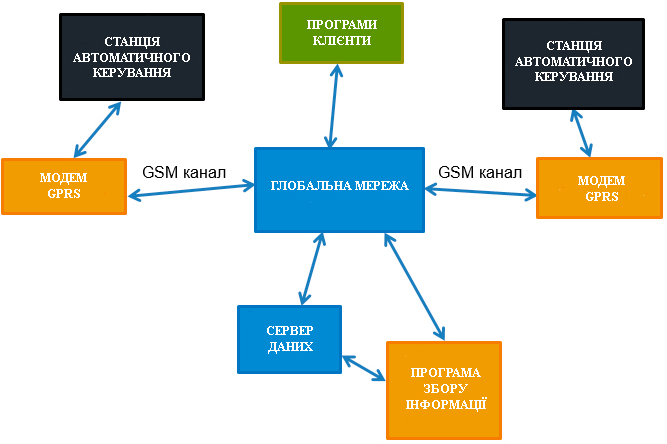 ПРОГРАМИ
КЛІЄНТИ
СТАНЦІЯ
АВТОМАТИЧНОГО
КЕРУВАННЯ
СТАНЦІЯ
АВТОМАТИЧНОГО
КЕРУВАННЯ
МОДЕМ
GPRS
GSM канал
ГЛОБАЛЬНА МЕРЕЖА
GSM канал
МОДЕМ
GPRS
СЕРВЕР
ДАНИХ
ПРОГРАМА
ЗБОРУ
ІНФОРМАЦІЇ